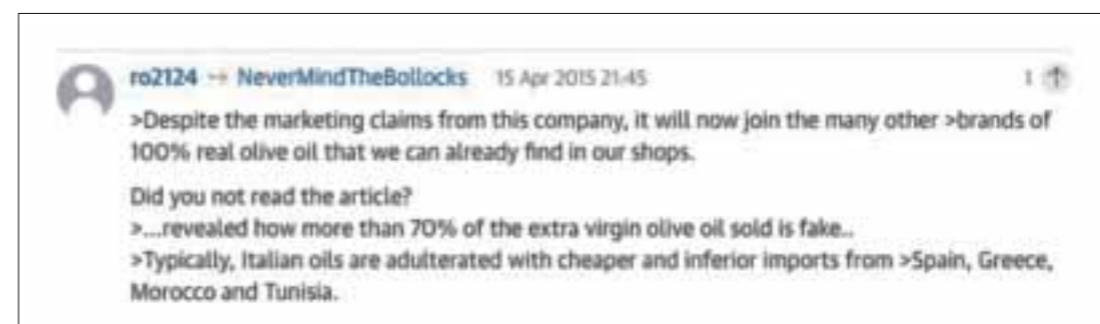 ro2124 → NeverMindTheBollocks 15 Apr 2015 21:45 1 ↑
>Despite the marketing claims from this company, it will now join the many other >brands of
100% real olive oil that we can already find in our shops.
Did you not read the article?
>...revealed how more than 70% of the extra virgin olive oil sold is fake..
>Typically, Italian oils are adulterated with cheaper and inferior imports from >Spain, Greece,
Morocco and Tunisia.